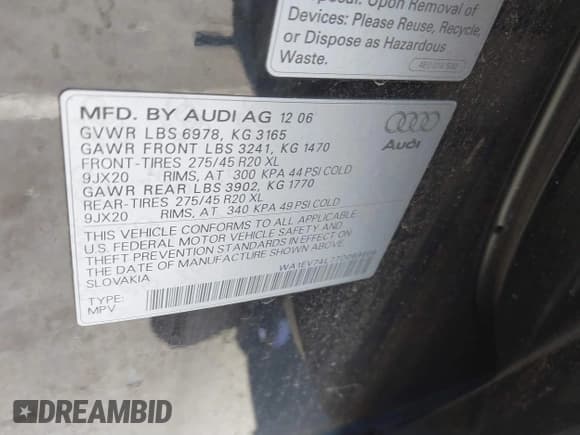 Disposal: Upon Removal of
Devices: Please Reuse, Recycle,
or Dispose as Hazardous
Waste.
MFD. BY AUDI AG 12 06
GVWR LBS 6978, KG 3165
GAWR FRONT LBS 3241, KG 1470
FRONT-TIRES 275/45 R20 XL
9JX20 RIMS, AT 300 KPA 44 PSI COLD
GAWR REAR LBS 3902, KG 1770
REAR-TIRES 275/45 R20 XL
9JX20 RIMS, AT 340 KPA 49 PSI COLD
THIS VEHICLE CONFORMS TO ALL APPLICABLE
U.S. FEDERAL MOTOR VEHICLE SAFETY AND
THEFT PREVENTION STANDARDS IN EFFECT ON
THE DATE OF MANUFACTURE SHOWN ABOVE
SLOVAKIA
TYPE:
MPV
Audi
DREAMBID